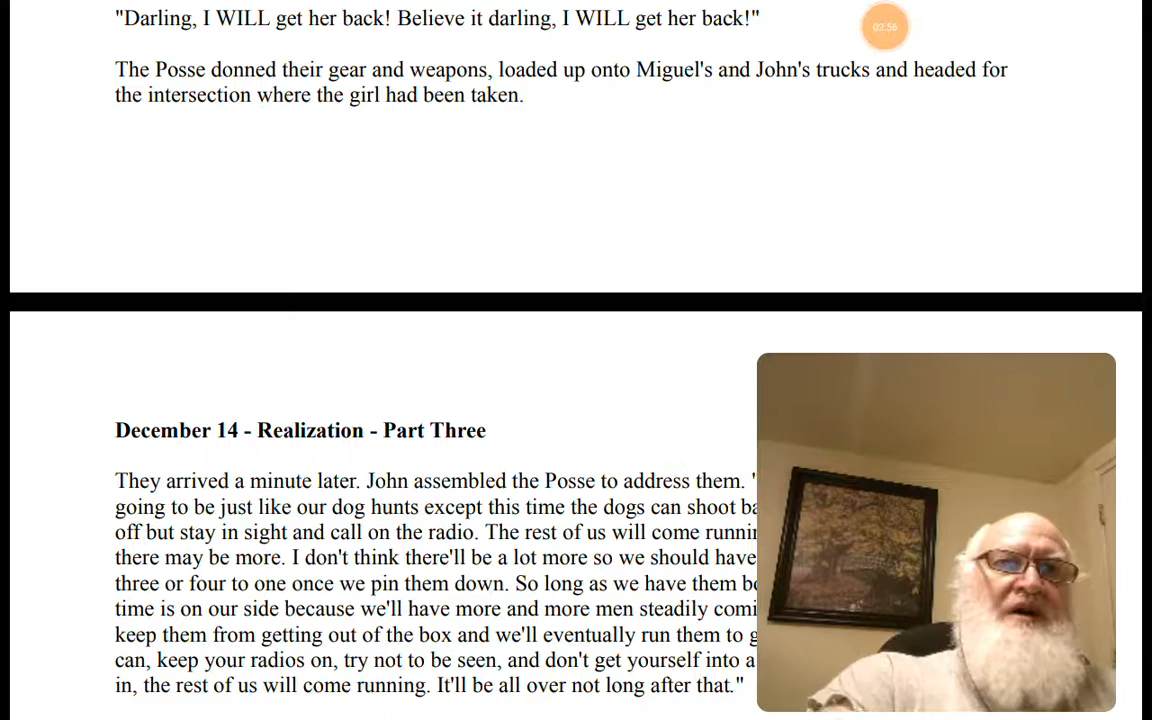 "Darling, I WILL get her back! Believe it darling, I WILL get her back!"
02:56
The Posse donned their gear and weapons, loaded up onto Miguel's and John's trucks and headed for
the intersection where the girl had been taken.
December 14 - Realization - Part Three
They arrived a minute later. John assembled the Posse to address them. "
going to be just like our dog hunts except this time the dogs can shoot
off but stay in sight and call on the radio. The rest of us will come
there may be more. I don't think there'll be a lot more so we should have
three or four to one once we pin them down. So long as we have them
time is on our side because we'll have more and more men steadily
keep them from getting out of the box and we'll eventually run them to
can, keep your radios on, try not to be seen, and don't get yourself into a
in, the rest of us will come running. It'll be all over not long after that."